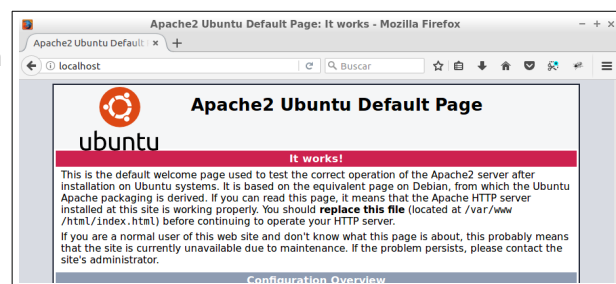 Apache2 Ubuntu Default Page: It works - Mozilla Firefox
Apache2 Ubuntu Default
localhost
Buscar
Apache2 Ubuntu Default Page
ubuntu
It works!
This is the default welcome page used to test the correct operation of the Apache2 server after
installation on Ubuntu systems. It is based on the equivalent page on Debian, from which the Ubuntu
Apache packaging is derived. If you can read this page, it means that the Apache HTTP server
installed at this site is working properly. You should replace this file (located at /var/www
/html/index.html) before continuing to operate your HTTP server.
If you are a normal user of this web site and don't know what this page is about, this probably means
that the site is currently unavailable due to maintenance. If the problem persists, please contact the
site's administrator.
Configuration Overview